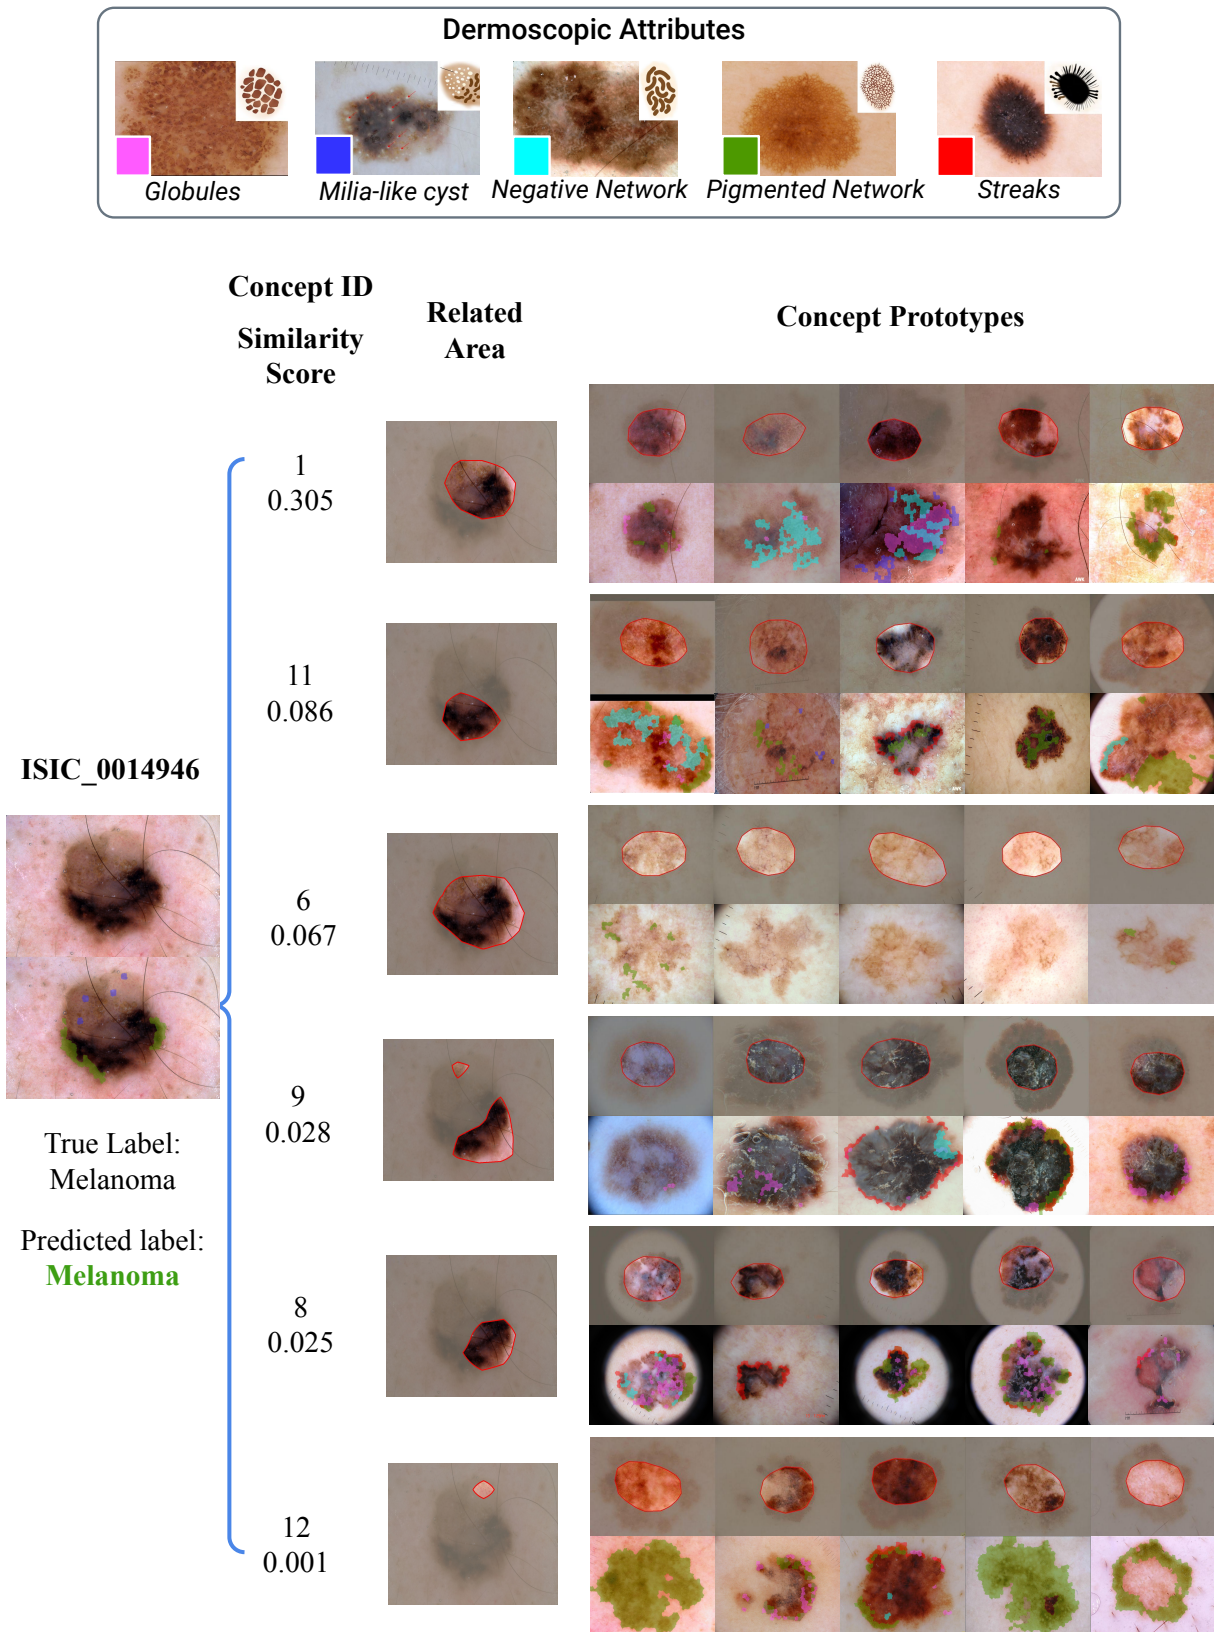 Dermoscopic Attributes
Globules
Milia-like cyst
Negative Network
Pigmented Network
Streaks
Concept ID
Similarity
Score
Related
Area
Concept Prototypes
1
0.305
11
0.086
ISIC_0014946
6
0.067
9
0.028
True Label:
Melanoma
Predicted label:
Melanoma
8
0.025
12
0.001